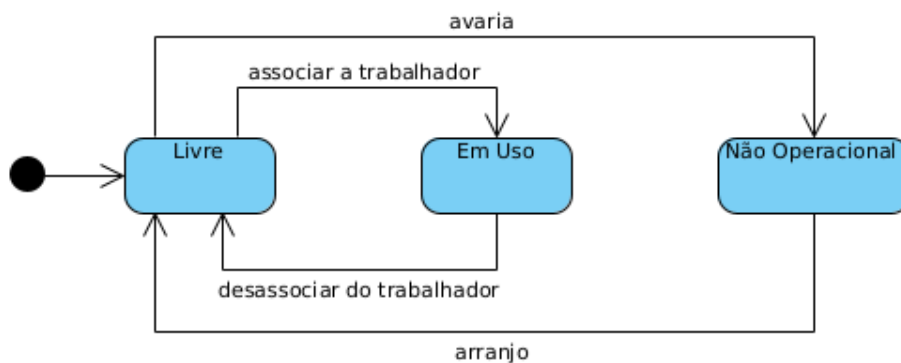 avaria
associar a trabalhador
Livre
Em Uso
Não Operacional
desassociar do trabalhador
arranjo